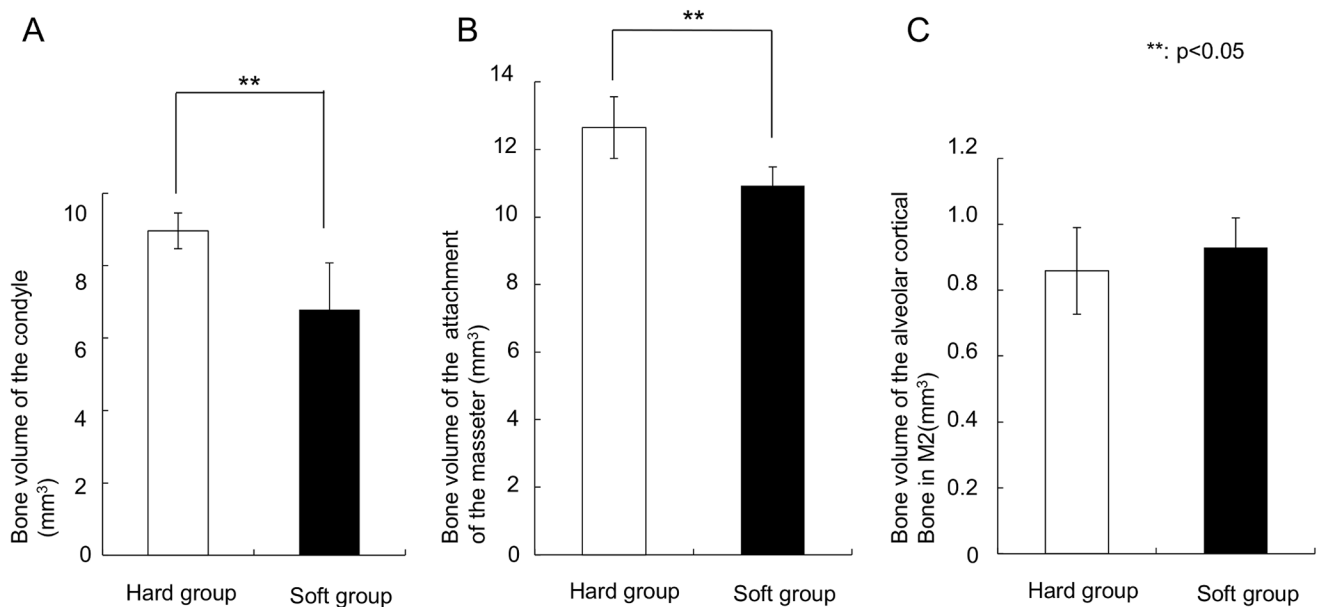 A
**
10
8
6
4
2
0
Bone volume of the condyle
(mm³)
Hard group
Soft group
B
**
14
12
10
8
6
4
2
0
Bone volume of the attachment
of the masseter (mm³)
Hard group
Soft group
C
**: p<0.05
1.2
1.0
0.8
0.6
0.4
0.2
0
Bone volume of the alveolar cortical
Bone in M2(mm³)
Hard group
Soft group